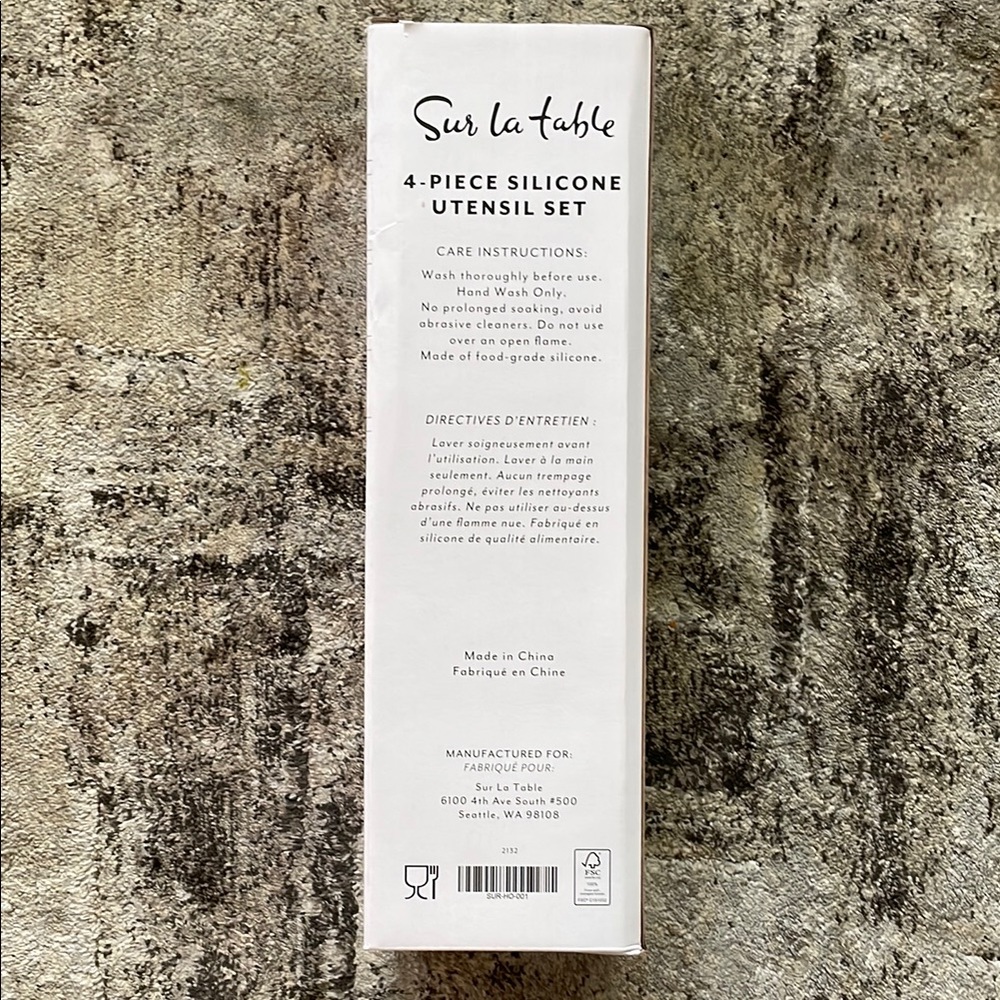 Sur la table
4-PIECE SILICONE
UTENSIL SET
CARE INSTRUCTIONS:
Wash thoroughly before use.
Hand Wash Only.
No prolonged soaking, avoid
abrasive cleaners. Do not use
over an open flame.
Made of food-grade silicone.
DIRECTIVES D'ENTRETIEN :
Laver soigneusement avant
l'utilisation. Laver à la main
seulement. Aucun trempage
prolongé, éviter les nettoyants
abrasifs. Ne pas utiliser au-dessus
d'une flamme nue. Fabriqué en
silicone de qualité alimentaire.
Made in China
Fabriqué en Chine
MANUFACTURED FOR:
FABRIQUÉ POUR:
Sur La Table
6100 4th Ave South #500
Seattle, WA 98108
2132
SUR-HO-001
FSC
100%